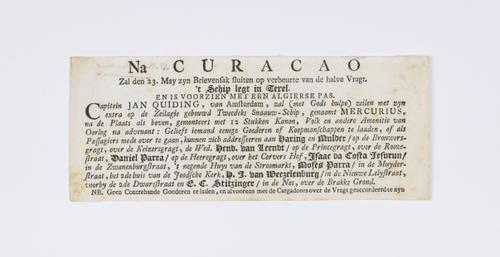 Na CURACAO
Zal den 23. May zyn Brievensak sluiten op verbeurte van de halve Vragt.
't Schip legt in Texel.
EN IS VOORZIEN MET EEN ALGIERSE PAS.
Capitein JAN QUIDING, van Amsterdam, zal (met Gods hulpe) zeilen met zyn
extra op de Zeilagie gebouwd Tweedeks Snaauw-Schip, genaamt MERCURIUS,
na de Plaats als boven, gemonteert met 12 Stukken Kanon, Volk en andere Amonitie van
Oorlog na advenant: Gelieft iemand eenige Goederen of Koopmanschappen te laaden, of als
Passagiers mede over te gaan, kunnen zich addresseeren aan Haring en Mulder / op de Brouwers-
gragt, over de Keizersgragt, de Wed. Hend. van Leendt / op de Princegragt, over de Rooze-
straat, Daniel Parra / op de Heeregragt, over het Corvers Hof, Isaac da Costa Jesurun /
in de Zwanenburgstraat, 't negende Huys van de Stroomarkt, Moses Parra / in de Muyder-
straat, het 2de huis van de Joodsche Kerk, H. J. van Weezelenburg / in de Nieuwe Lelystraat,
voorby de 2de Dwarsstraat en E. C. Stitzinger / in de Nes, over de Brakke Grond.
NB. Geen Contrebande Goederen te laden, en alvoorens met de Cargadoors over de Vragt geaccordeerd te zyn